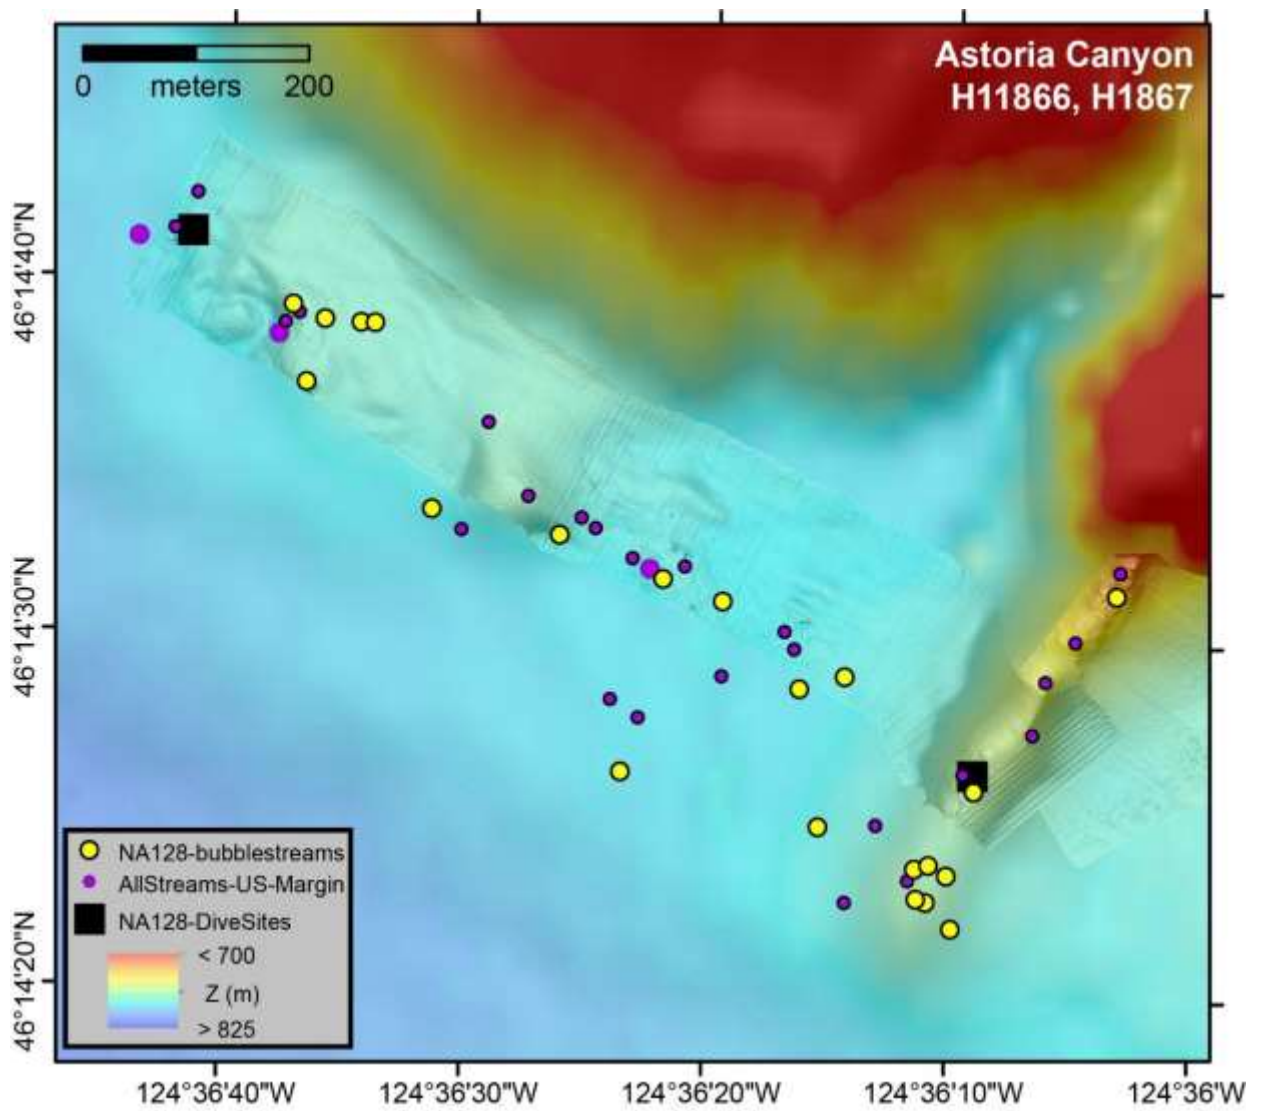 Astoria Canyon
H11866, H1867
0 meters 200
46°14'40"N
46°14'30"N
46°14'20"N
NA128-bubblestreams
AllStreams-US-Margin
NA128-DiveSites
< 700
Z (m)
> 825
124°36'40"W 124°36'30"W 124°36'20"W 124°36'10"W 124°36'W